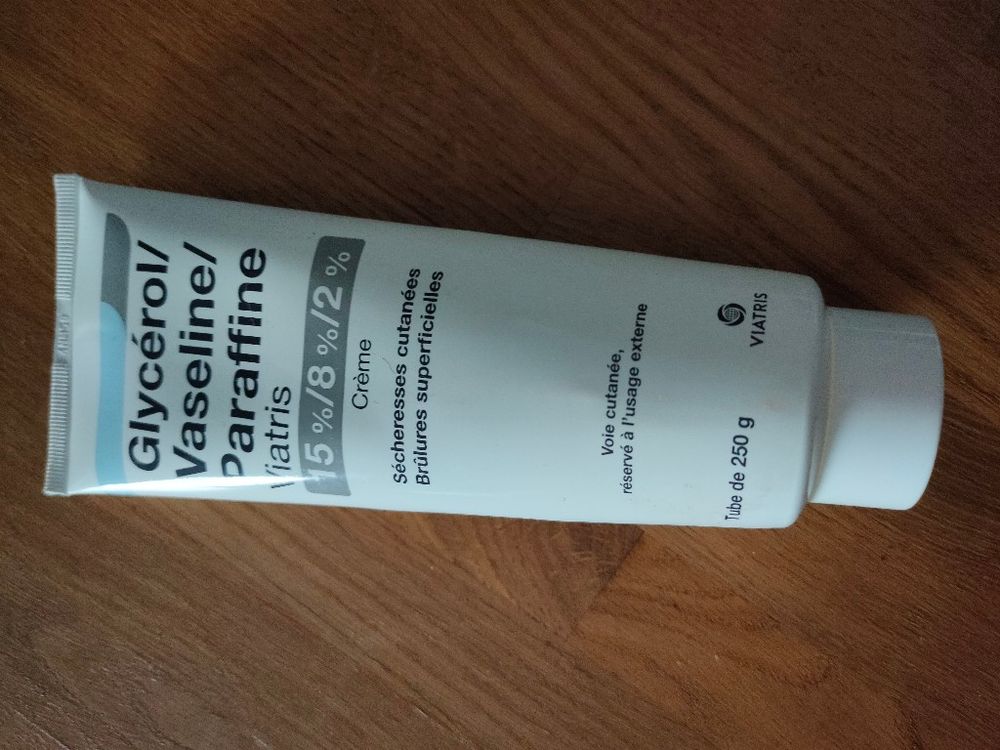 Glycérol/
Vaseline/
Paraffine
Viatris
15 %/8 %/2 %
Crème
Sécheresses cutanées
Brûlures superficielles
Voie cutanée,
réservé à l'usage externe
Tube de 250 g
VIATRIS